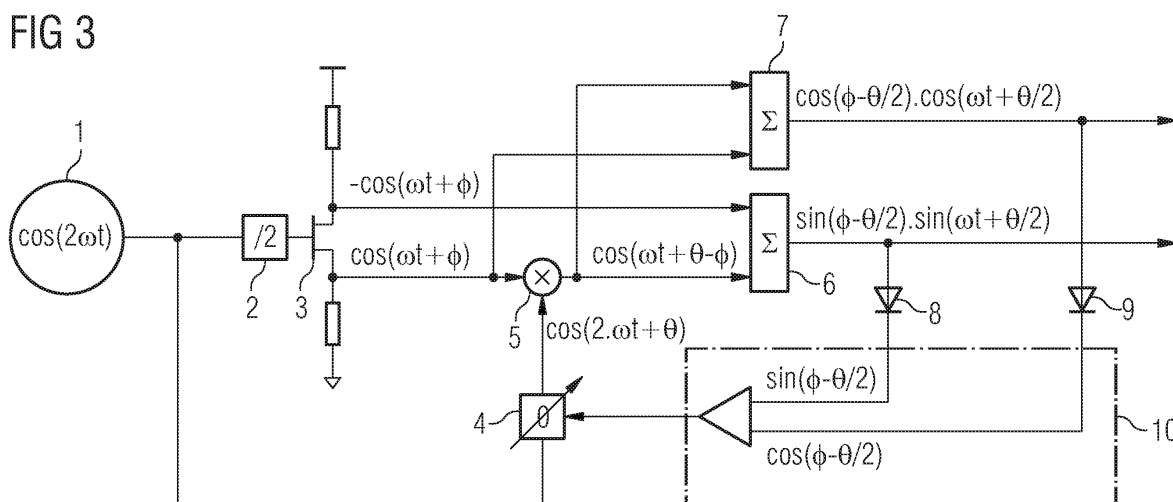 FIG 3
7
cos(ϕ-θ/2).cos(ωt+θ/2)
Σ
1
-cos(ωt+ϕ)
cos(2ωt)
/2
sin(ϕ-θ/2).sin(ωt+θ/2)
Σ
cos(ωt+ϕ)
cos(ωt+θ-ϕ)
2
3
×
6
5
8
9
cos(2.ωt+θ)
sin(ϕ-θ/2)
4
θ
10
cos(ϕ-θ/2)